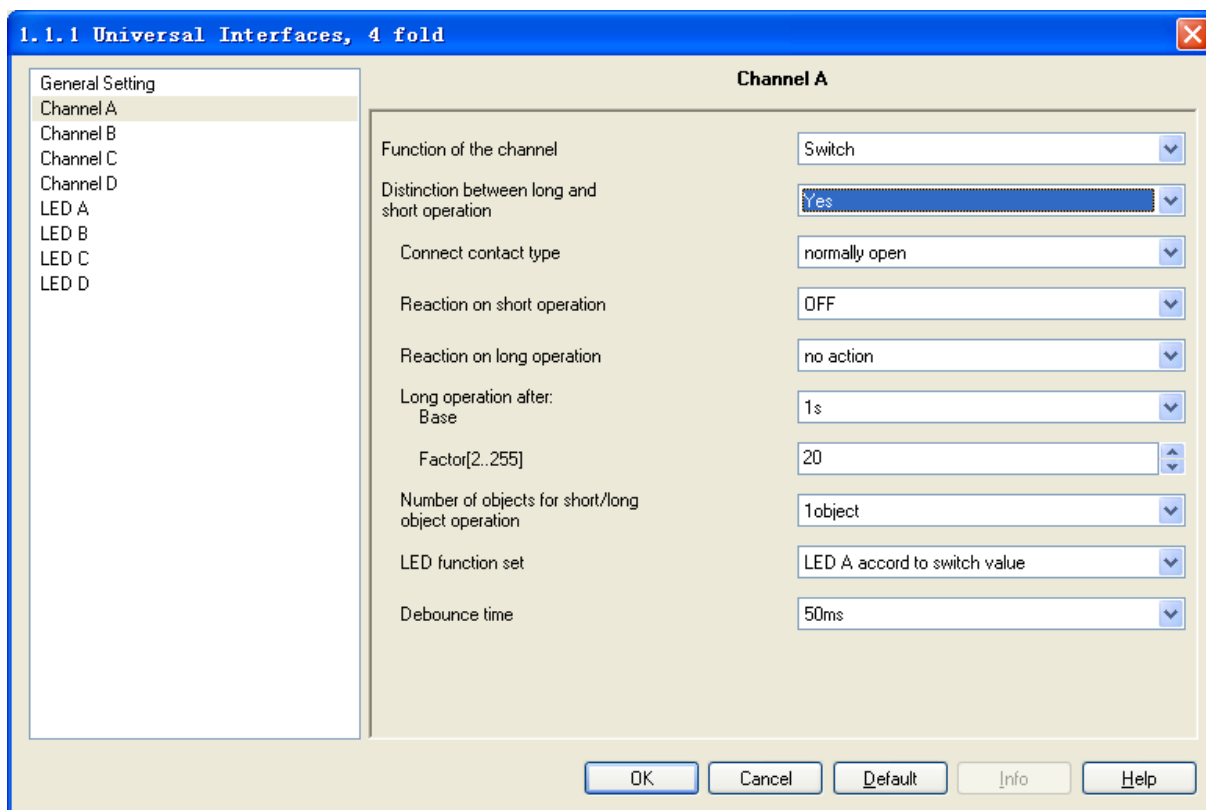 1.1.1 Universal Interfaces, 4 fold
General Setting
Channel A
Channel B
Channel C
Channel D
LED A
LED B
LED C
LED D
Channel A
Function of the channel
Switch
Distinction between long and
short operation
Yes
Connect contact type
normally open
Reaction on short operation
OFF
Reaction on long operation
no action
Long operation after:
Base
1s
Factor[2..255]
20
Number of objects for short/long
object operation
1object
LED function set
LED A accord to switch value
Debounce time
50ms
OK
Cancel
Default
Info
Help